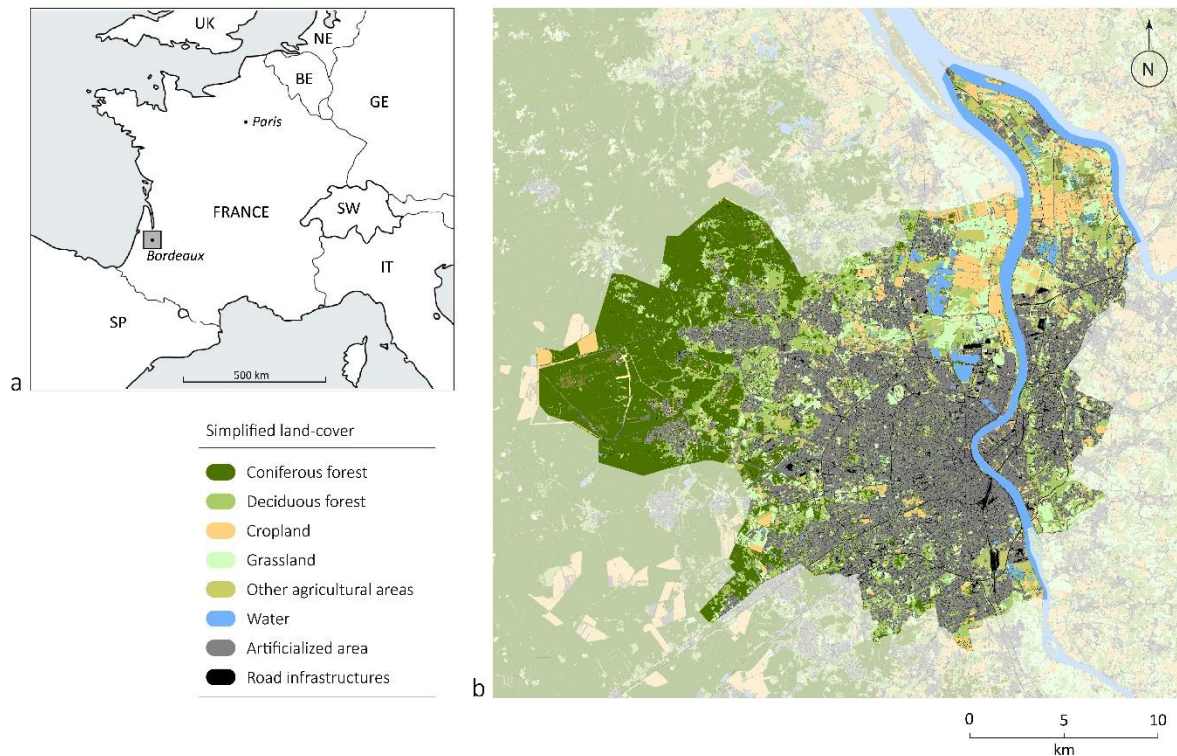 UK
NE
BE
GE
Paris
FRANCE
SW
Bordeaux
IT
SP
500 km
a
Simplified land-cover
Coniferous forest
Deciduous forest
Cropland
Grassland
Other agricultural areas
Water
Artificialized area
Road infrastructures
N
b
0 5 10
km